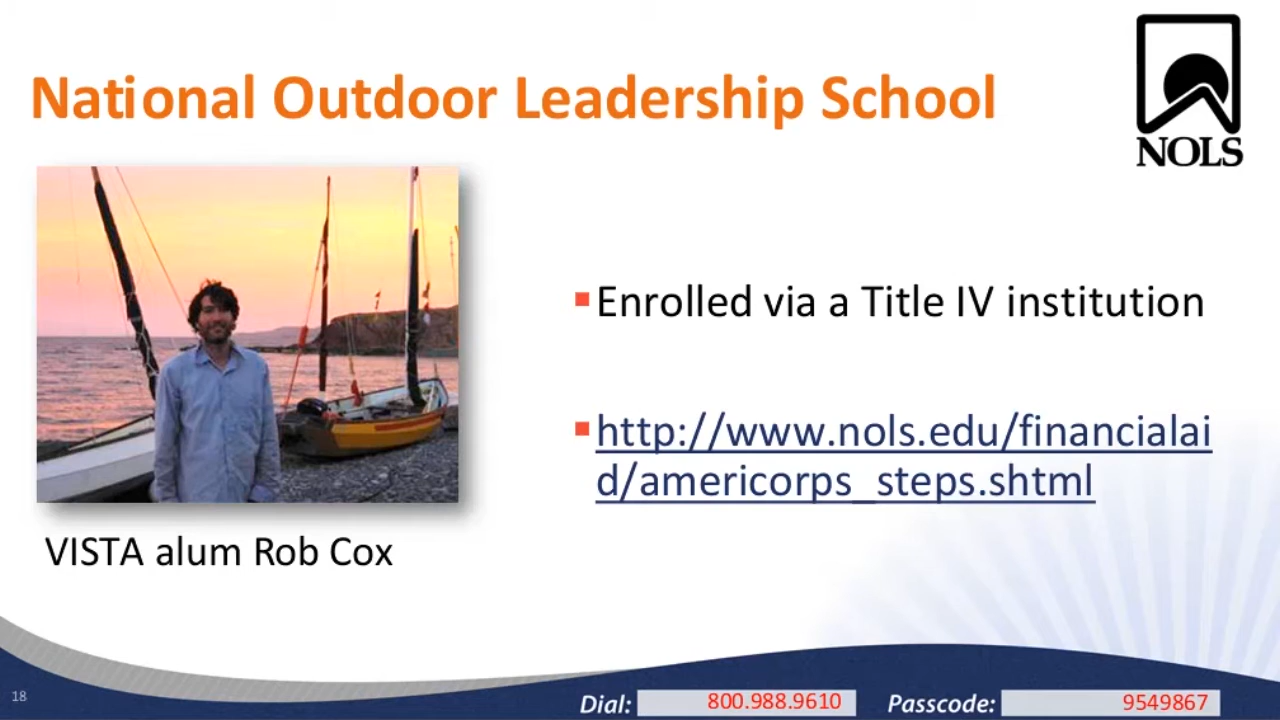 National Outdoor Leadership School
NOLS
▪Enrolled via a Title IV institution
▪http://www.nols.edu/financialai
d/americorps_steps.shtml
VISTA alum Rob Cox
18
Dial: 800.988.9610 Passcode: 9549867